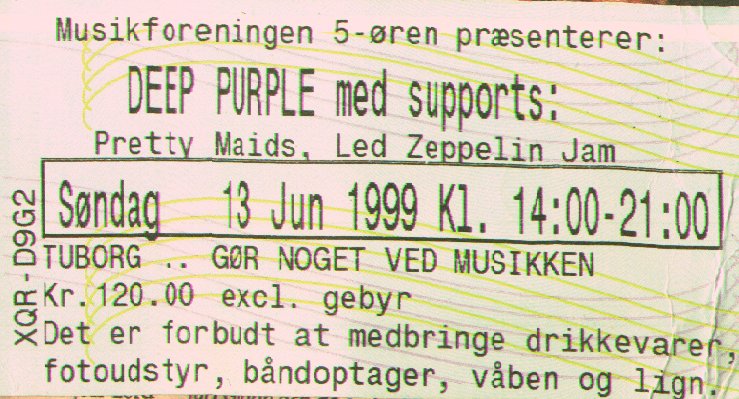 Musikforeningen 5-øren præsenterer:
DEEP PURPLE med supports:
Pretty Maids, Led Zeppelin Jam
Søndag 13 Jun 1999 Kl. 14:00-21:00
TUBORG .. GØR NOGET VED MUSIKKEN
Kr.120.00 excl. gebyr
Det er forbudt at medbringe drikkevarer,
fotoudstyr, båndoptager, våben og lign.
XQR-D9G2